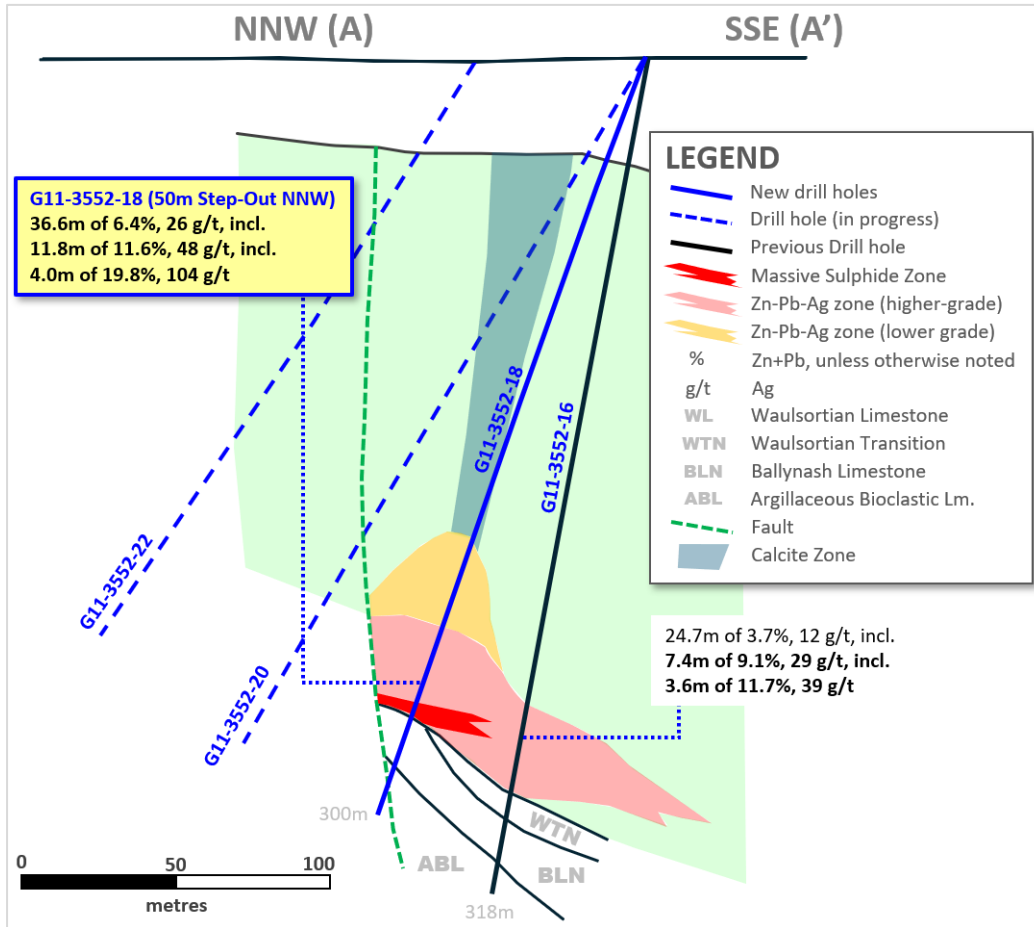 NNW (A)
SSE (A’)
G11-3552-18 (50m Step-Out NNW)
36.6m of 6.4%, 26 g/t, incl.
11.8m of 11.6%, 48 g/t, incl.
4.0m of 19.8%, 104 g/t
LEGEND
New drill holes
Drill hole (in progress)
Previous Drill hole
Massive Sulphide Zone
Zn-Pb-Ag zone (higher-grade)
Zn-Pb-Ag zone (lower grade)
% Zn+Pb, unless otherwise noted
g/t Ag
WL Waulsortian Limestone
WTN Waulsortian Transition
BLN Ballynash Limestone
ABL Argillaceous Bioclastic Lm.
Fault
Calcite Zone
G11-3552-18
G11-3552-16
G11-3552-22
G11-3552-20
24.7m of 3.7%, 12 g/t, incl.
7.4m of 9.1%, 29 g/t, incl.
3.6m of 11.7%, 39 g/t
300m
WTN
ABL
BLN
318m
0 50 100
metres